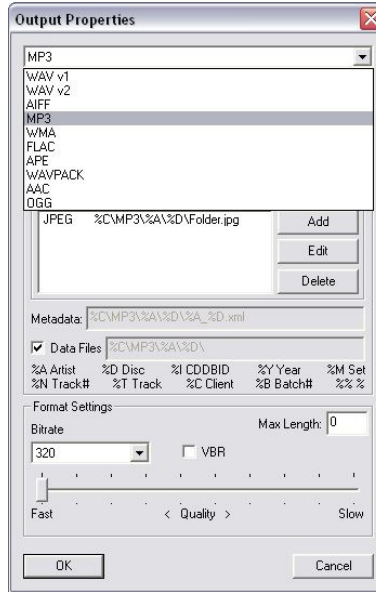 Output Properties
MP3
WAV v1
WAV v2
AIFF
MP3
WMA
FLAC
APE
WAVPACK
AAC
OGG
JPEG %C\MP3\%A\%D\Folder.jpg
Add
Edit
Delete
Metadata: %C\MP3\%A\%D\%A_%D.xml
Data Files %C\MP3\%A\%D\
%A Artist %D Disc %I CDDBID %Y Year %M Set
%N Track# %T Track %C Client %B Batch# %% %
Format Settings
Bitrate
Max Length: 0
320
VBR
Fast < Quality > Slow
OK
Cancel